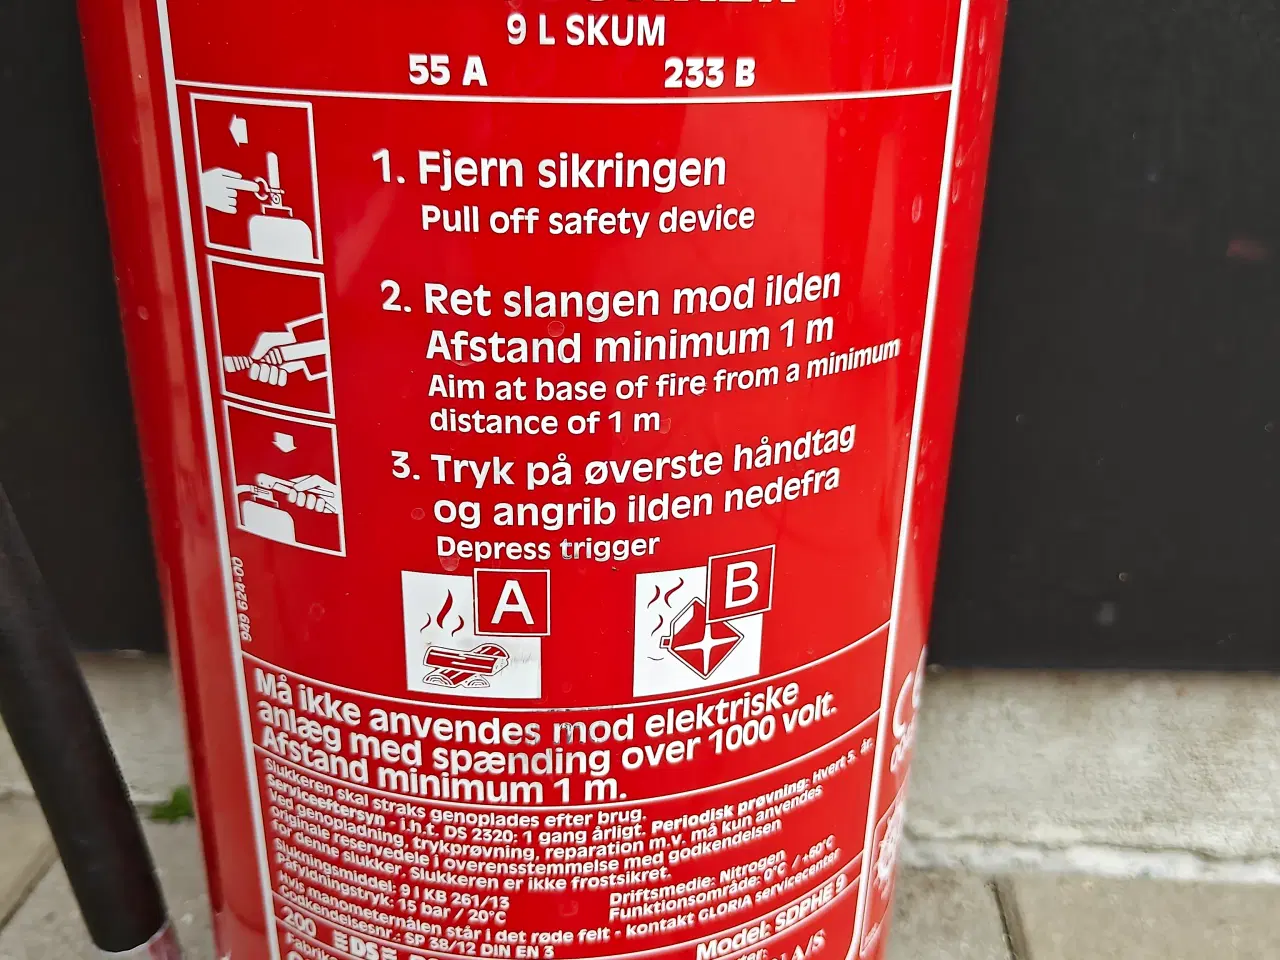 9 L SKUM
55 A 233 B
1. Fjern sikringen
Pull off safety device
2. Ret slangen mod ilden
Afstand minimum 1 m
Aim at base of fire from a minimum
distance of 1 m
3. Tryk på øverste håndtag
og angrib ilden nedefra
Depress trigger
A B
949 624-00
Må ikke anvendes mod elektriske
anlæg med spænding over 1000 volt.
Afstand minimum 1 m.
Slukkeren skal straks genoplades efter brug.
Serviceeftersyn - i.h.t. DS 2320: 1 gang årligt. Periodisk prøvning: Hvert 5. år.
Ved genopladning, trykprøvning, reparation m.v. må kun anvendes
originale reservedele i overensstemmelse med godkendelsen
for denne slukker. Slukkeren er ikke frostsikret.
Slukningsmiddel: 9 l KB 261/13 Driftsmedie: Nitrogen
Påfyldningstryk: 15 bar / 20°C Funktionsområde: 0°C / +60°C
Hvis manometernålen står i det røde felt - kontakt GLORIA servicecenter
Godkendelsesnr.: SP 38/12 DIN EN 3 Model: SDPHE 9
200
A/S